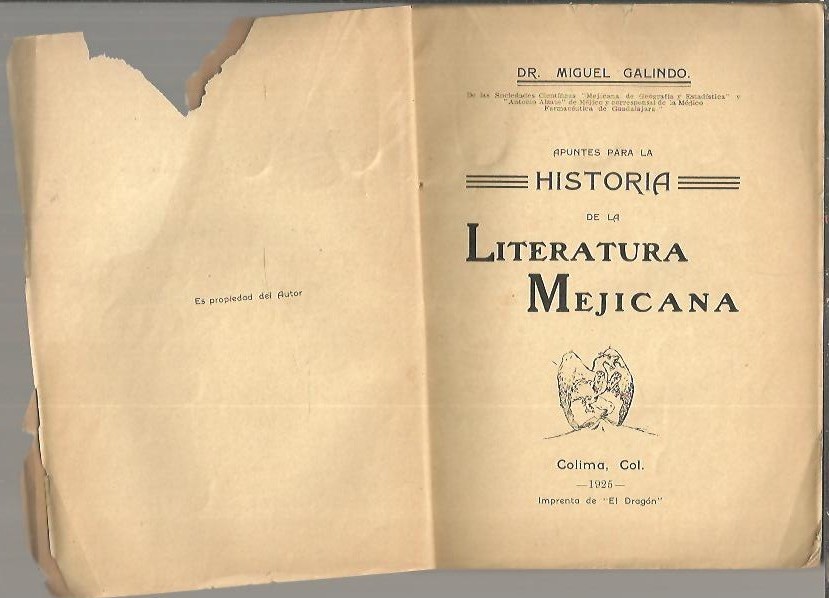 Es propiedad del Autor
DR. MIGUEL GALINDO.
De las Sociedades Científicas "Mejicana de Geografía y Estadística" y
"Antonio Alzate" de Méjico y corresponsal de la Médico
Farmacéutica de Guadalajara"
APUNTES PARA LA
HISTORIA
DE LA
LITERATURA
MEJICANA
Colima, Col.
—1925—
Imprenta de "El Dragón"